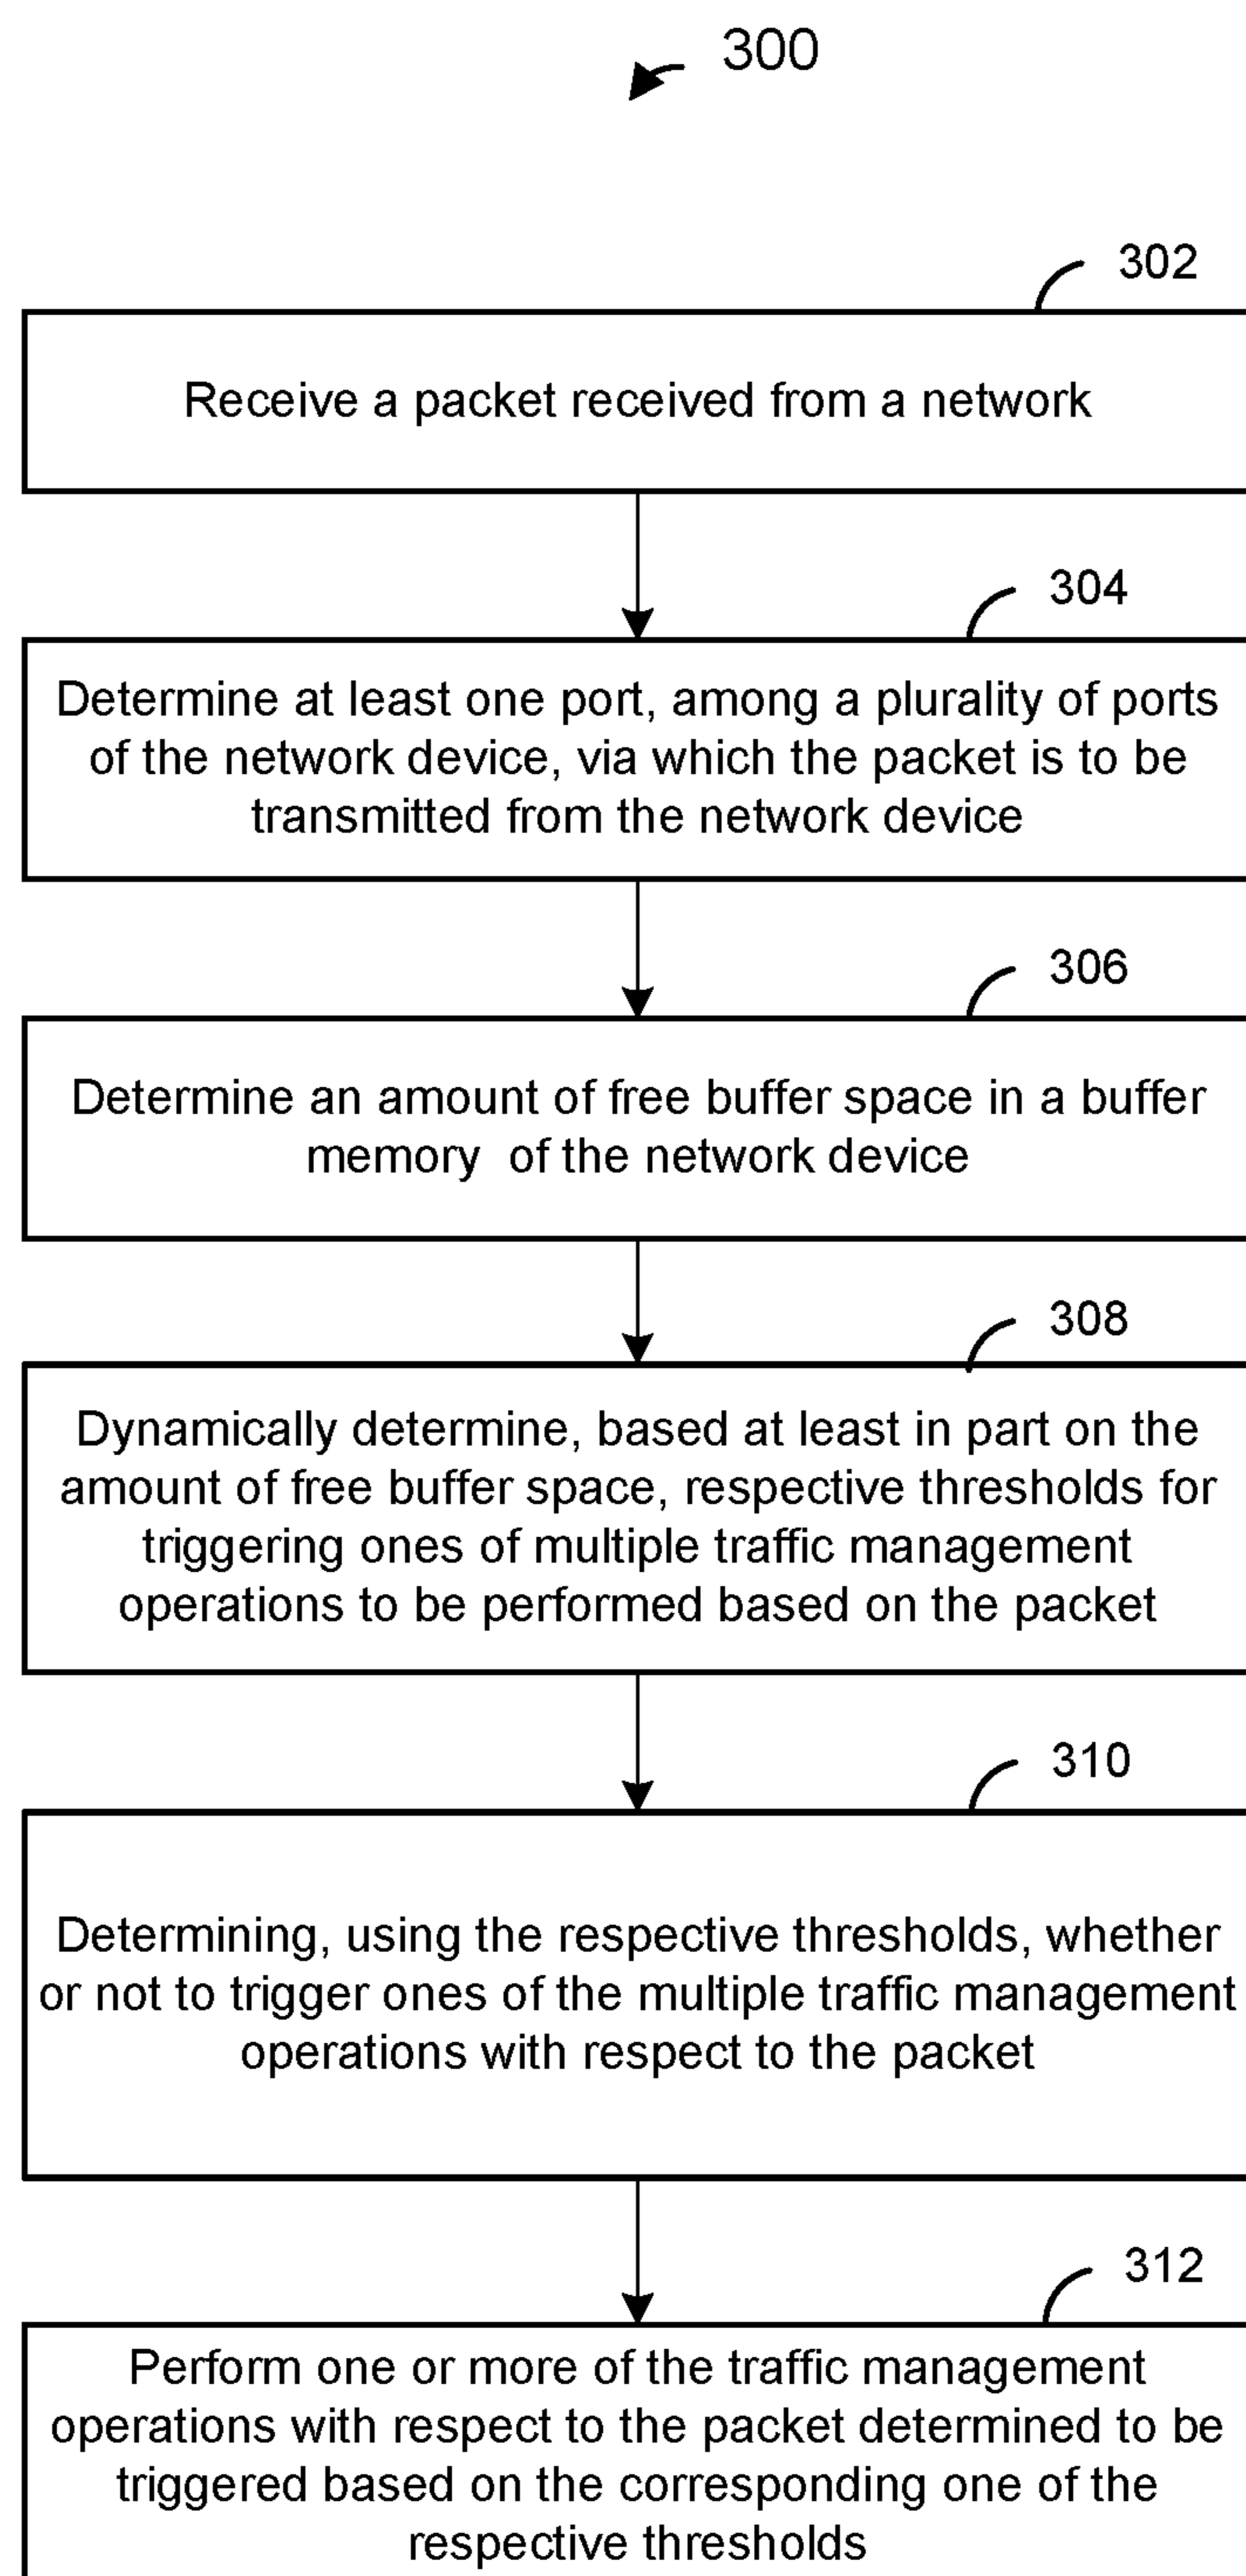 300
302
Receive a packet received from a network
304
Determine at least one port, among a plurality of ports
of the network device, via which the packet is to be
transmitted from the network device
306
Determine an amount of free buffer space in a buffer
memory  of the network device
308
Dynamically determine, based at least in part on the
amount of free buffer space, respective thresholds for
triggering ones of multiple traffic management
operations to be performed based on the packet
310
Determining, using the respective thresholds, whether
or not to trigger ones of the multiple traffic management
operations with respect to the packet
312
Perform one or more of the traffic management
operations with respect to the packet determined to be
triggered based on the corresponding one of the
respective thresholds